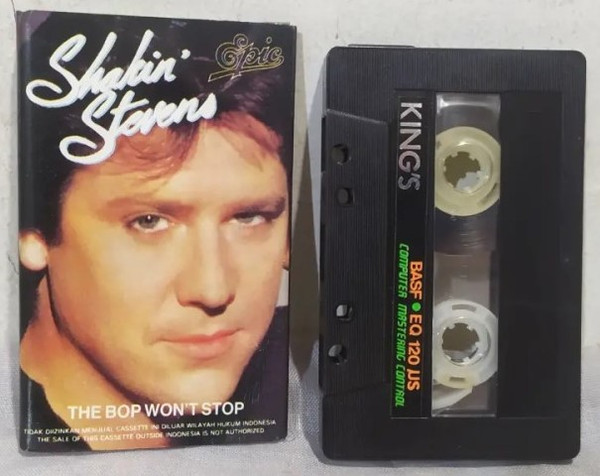 Shakin'
Stevens
Epic
THE BOP WON'T STOP
TIDAK DIIZINKAN MENJUAL CASSETTE INI DILUAR WILAYAH HUKUM INDONESIA
THE SALE OF THIS CASSETTE OUTSIDE INDONESIA IS NOT AUTHORIZED
KING'S
BASF EQ 120 µS
COMPUTER MASTERING CONTROL